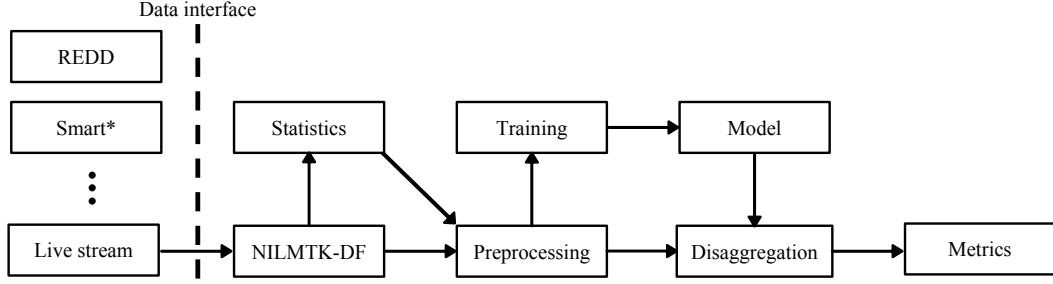 Data interface
REDD
Smart*
Statistics
Training
Model
Live stream
NILMTK-DF
Preprocessing
Disaggregation
Metrics